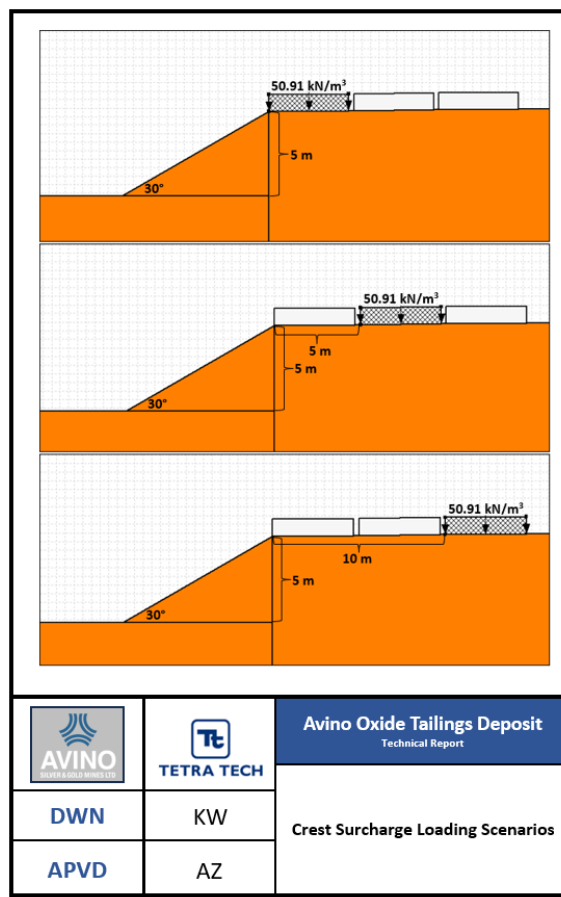 50.91 kN/m³
5 m
30°
50.91 kN/m³
5 m
5 m
30°
50.91 kN/m³
10 m
5 m
30°
AVINO
SILVER & GOLD MINES LTD
Tt
TETRA TECH
Avino Oxide Tailings Deposit
Technical Report
DWN
KW
Crest Surcharge Loading Scenarios
APVD
AZ